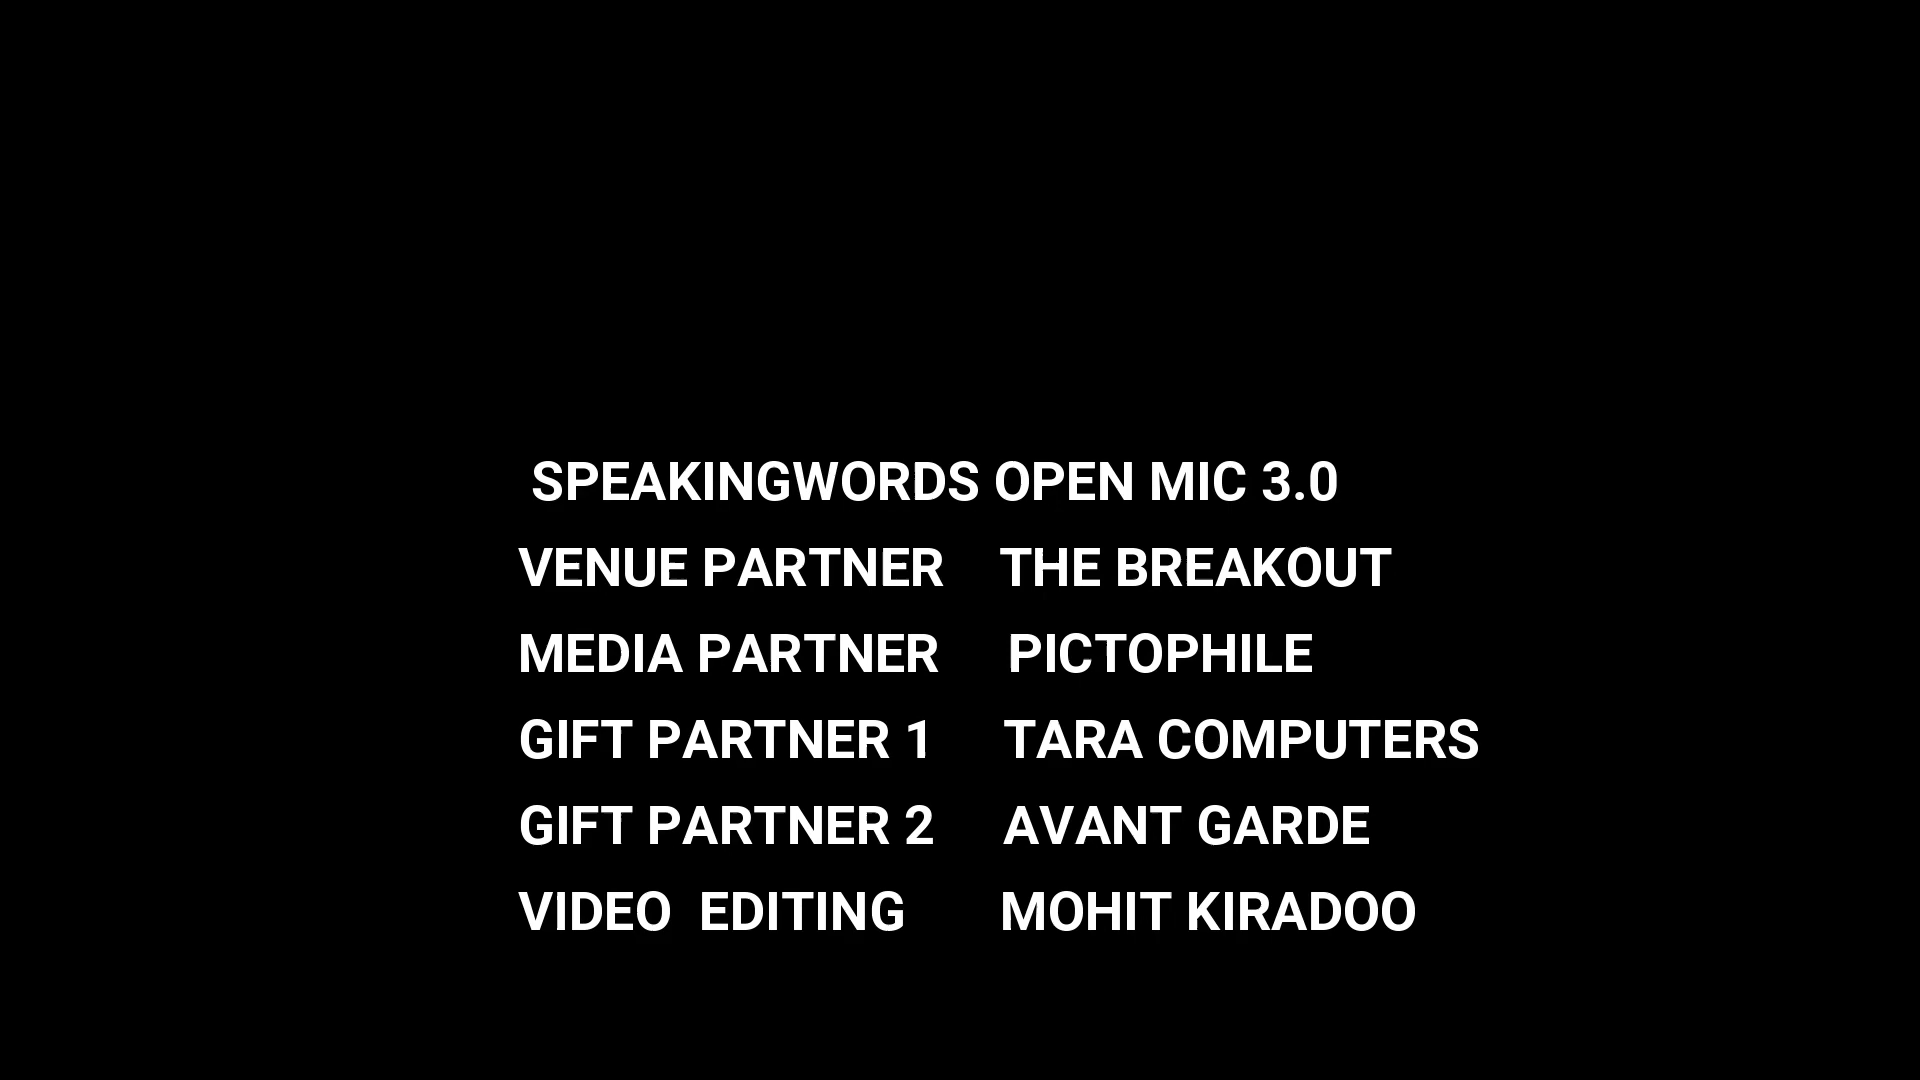 SPEAKINGWORDS OPEN MIC 3.0
VENUE PARTNER THE BREAKOUT
MEDIA PARTNER PICTOPHILE
GIFT PARTNER 1 TARA COMPUTERS
GIFT PARTNER 2 AVANT GARDE
VIDEO EDITING MOHIT KIRADOO